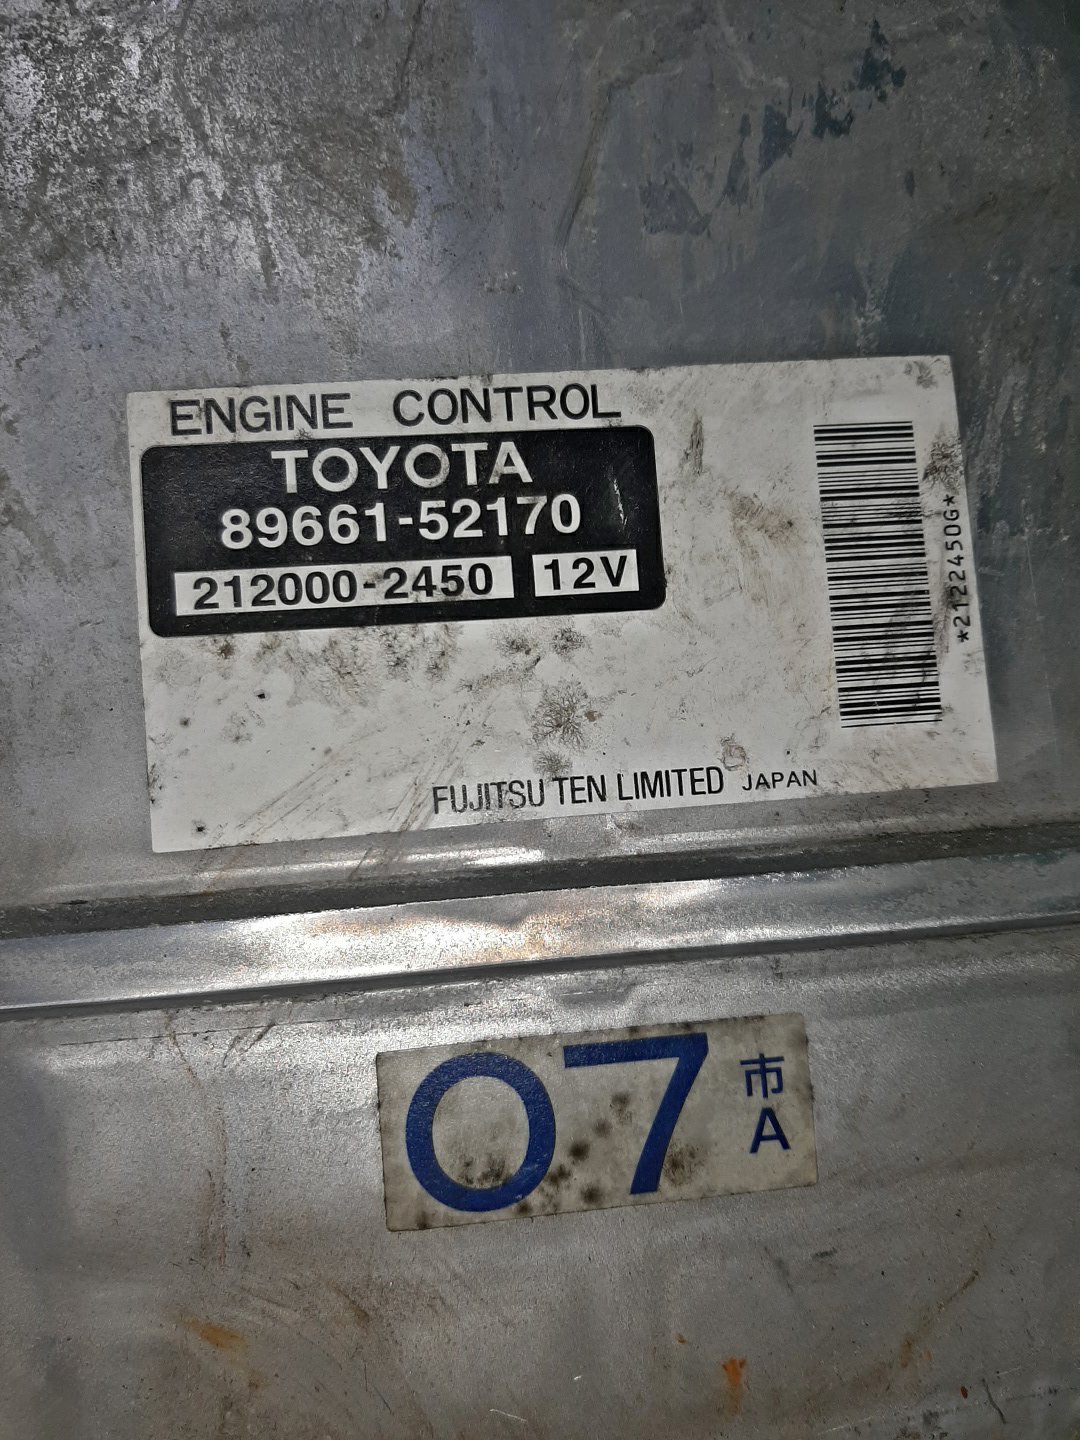 ENGINE CONTROL
TOYOTA
89661-52170
212000-2450 12V
*2122450G*
FUJITSU TEN LIMITED JAPAN
07 市
A